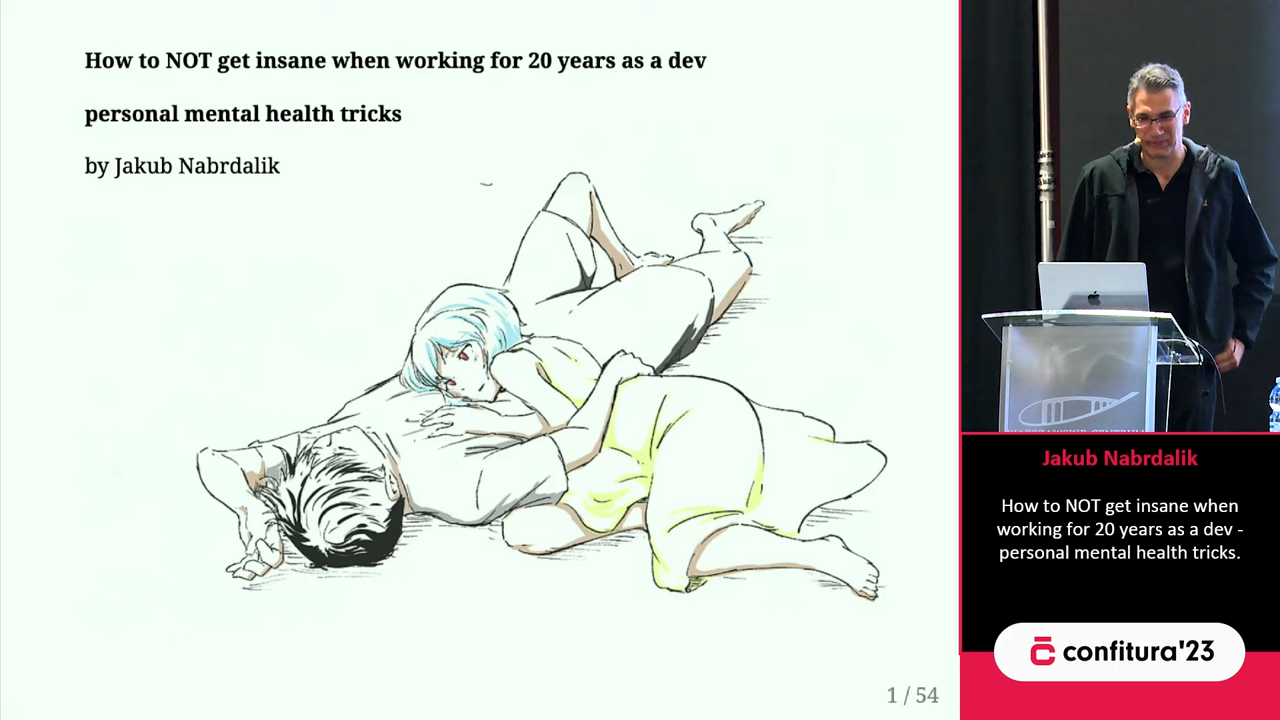 How to NOT get insane when working for 20 years as a dev
personal mental health tricks
by Jakub Nabrdalik
1 / 54
Jakub Nabrdalik
How to NOT get insane when
working for 20 years as a dev -
personal mental health tricks.
confitura'23